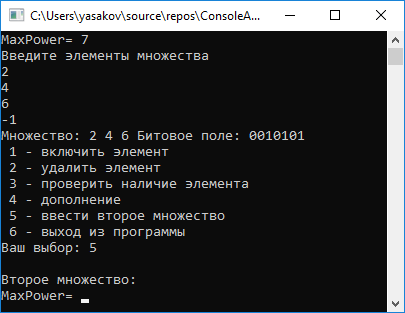 C:\Users\yasakov\source\repos\ConsoleA...
MaxPower= 7
Введите элементы множества
2
4
6
-1
Множество: 2 4 6 Битовое поле: 0010101
1 - включить элемент
2 - удалить элемент
3 - проверить наличие элемента
4 - дополнение
5 - ввести второе множество
6 - выход из программы
Ваш выбор: 5
Второе множество:
MaxPower=